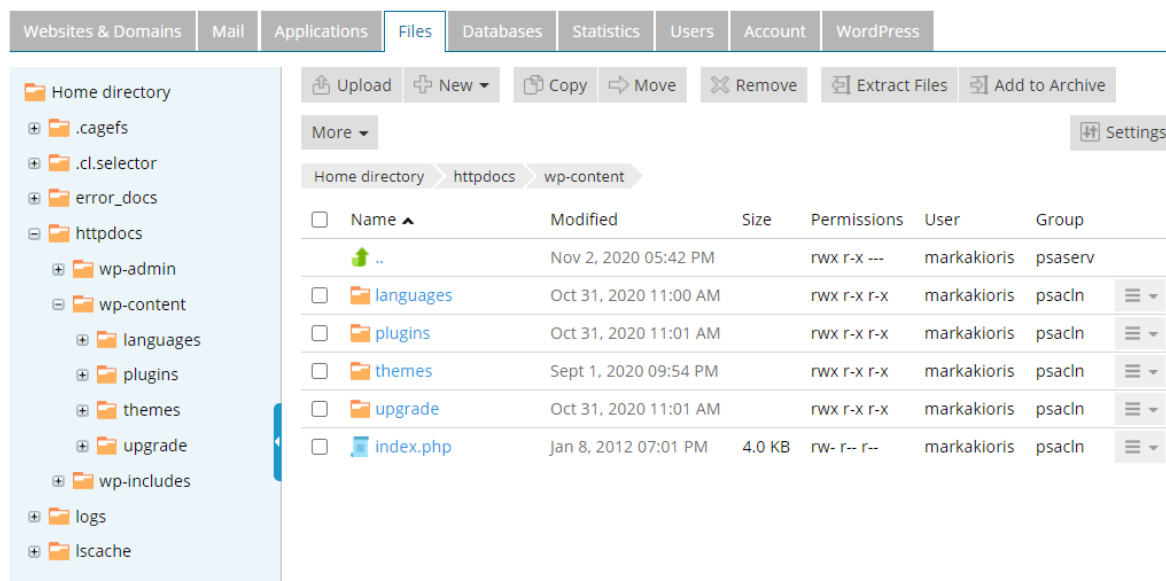 Websites & Domains Mail Applications Files Databases Statistics Users Account WordPress
Home directory
.cagefs
.cl.selector
error_docs
httpdocs
wp-admin
wp-content
languages
plugins
themes
upgrade
wp-includes
logs
lscache
Upload New Copy Move Remove Extract Files Add to Archive
More Settings
Home directory httpdocs wp-content
Name Modified Size Permissions User Group
.. Nov 2, 2020 05:42 PM rwx r-x --- markakioris psaserv
languages Oct 31, 2020 11:00 AM rwx r-x r-x markakioris psacln
plugins Oct 31, 2020 11:01 AM rwx r-x r-x markakioris psacln
themes Sept 1, 2020 09:54 PM rwx r-x r-x markakioris psacln
upgrade Oct 31, 2020 11:01 AM rwx r-x r-x markakioris psacln
index.php Jan 8, 2012 07:01 PM 4.0 KB rw- r-- r-- markakioris psacln